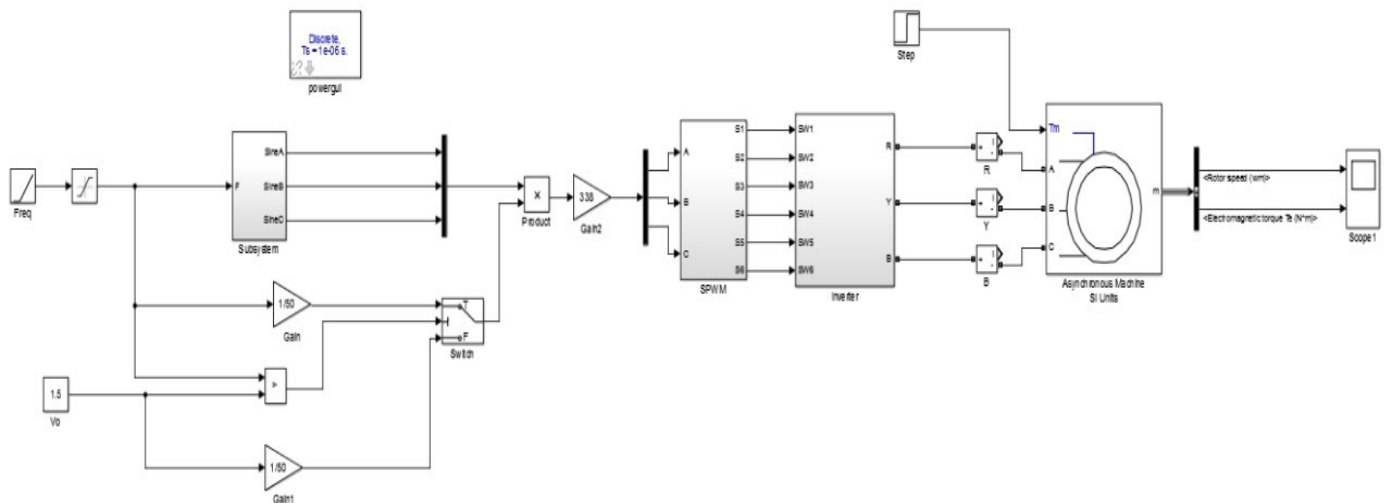 Discrete,
Ts = 1e-06 s.
powergui
Step
Freq
F
SineA
SineB
SineC
Subsystem
×
Product
338
Gain2
A
B
C
S1
S2
S3
S4
S5
S6
SPWM
SW1
SW2
SW3
SW4
SW5
SW6
R
Y
B
Inverter
+
i
-
R
+
i
-
Y
+
i
-
B
Tm
A
B
C
m
Asynchronous Machine
SI Units
<Rotor speed (wm)>
<Electromagnetic torque Te (N*m)>
Scope1
1/50
Gain
T
F
Switch
>
1.5
Vo
1/50
Gain1